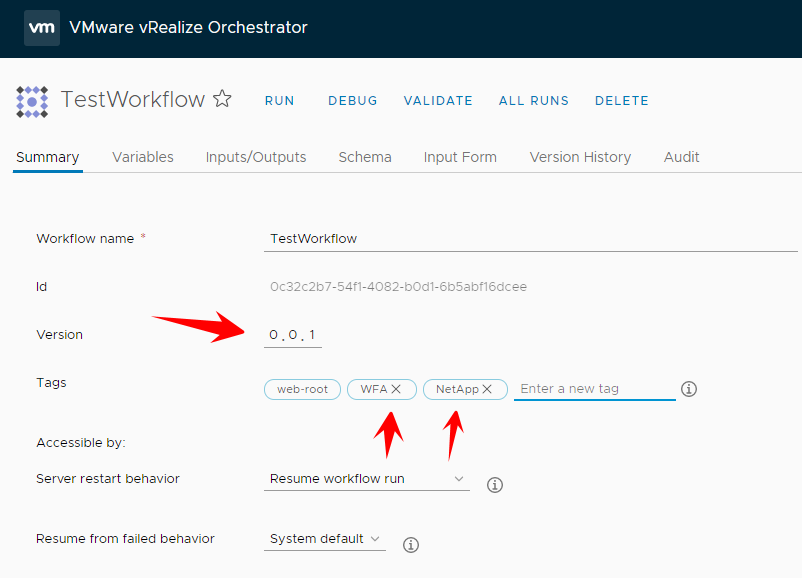 vm VMware vRealize Orchestrator
TestWorkflow RUN DEBUG VALIDATE ALL RUNS DELETE
Summary Variables Inputs/Outputs Schema Input Form Version History Audit
Workflow name * TestWorkflow
Id 0c32c2b7-54f1-4082-b0d1-6b5abf16dcee
Version 0 . 0 . 1
Tags web-root WFA NetApp Enter a new tag
Accessible by:
Server restart behavior Resume workflow run
Resume from failed behavior System default